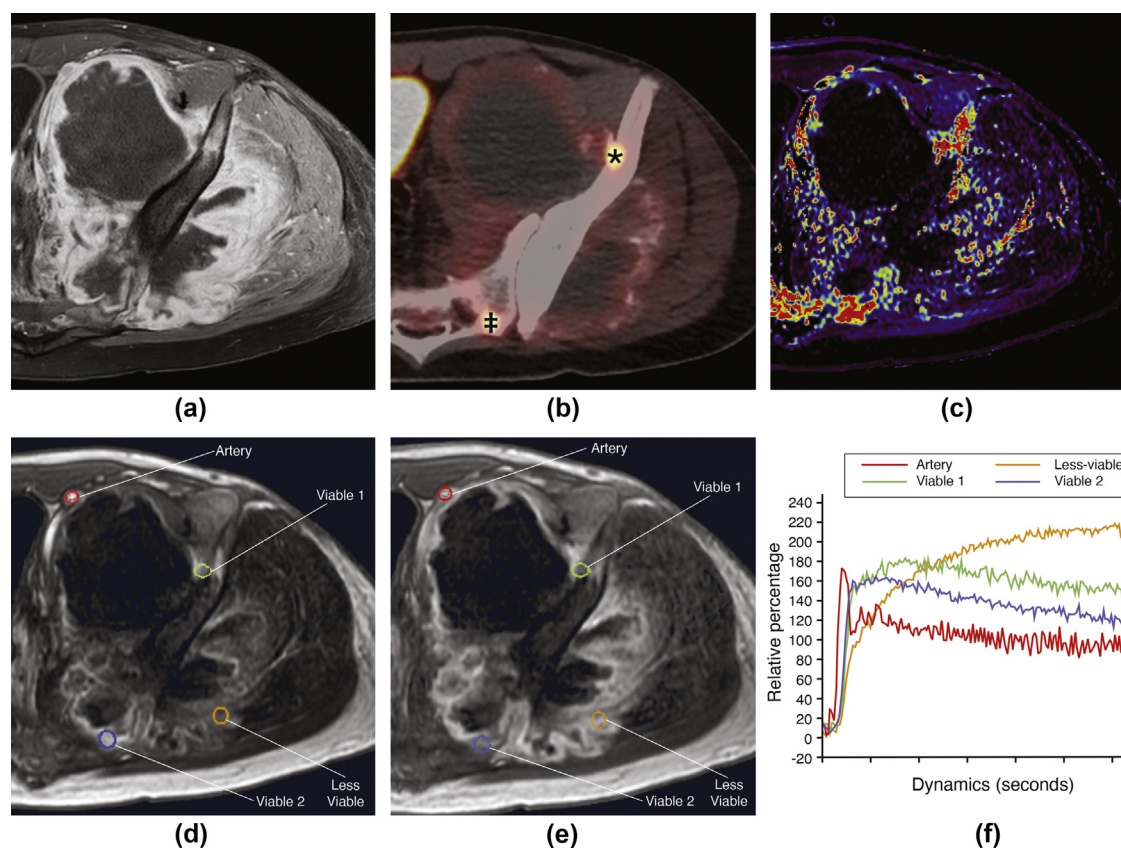 *
‡
(a)
(b)
(c)
Artery
Viable 1
Less
Viable
Viable 2
(d)
Artery
Viable 1
Less
Viable
Viable 2
(e)
Artery
Less-viable
Viable 1
Viable 2
240
220
200
180
160
140
120
100
80
60
40
20
0
-20
Relative percentage
Dynamics (seconds)
(f)